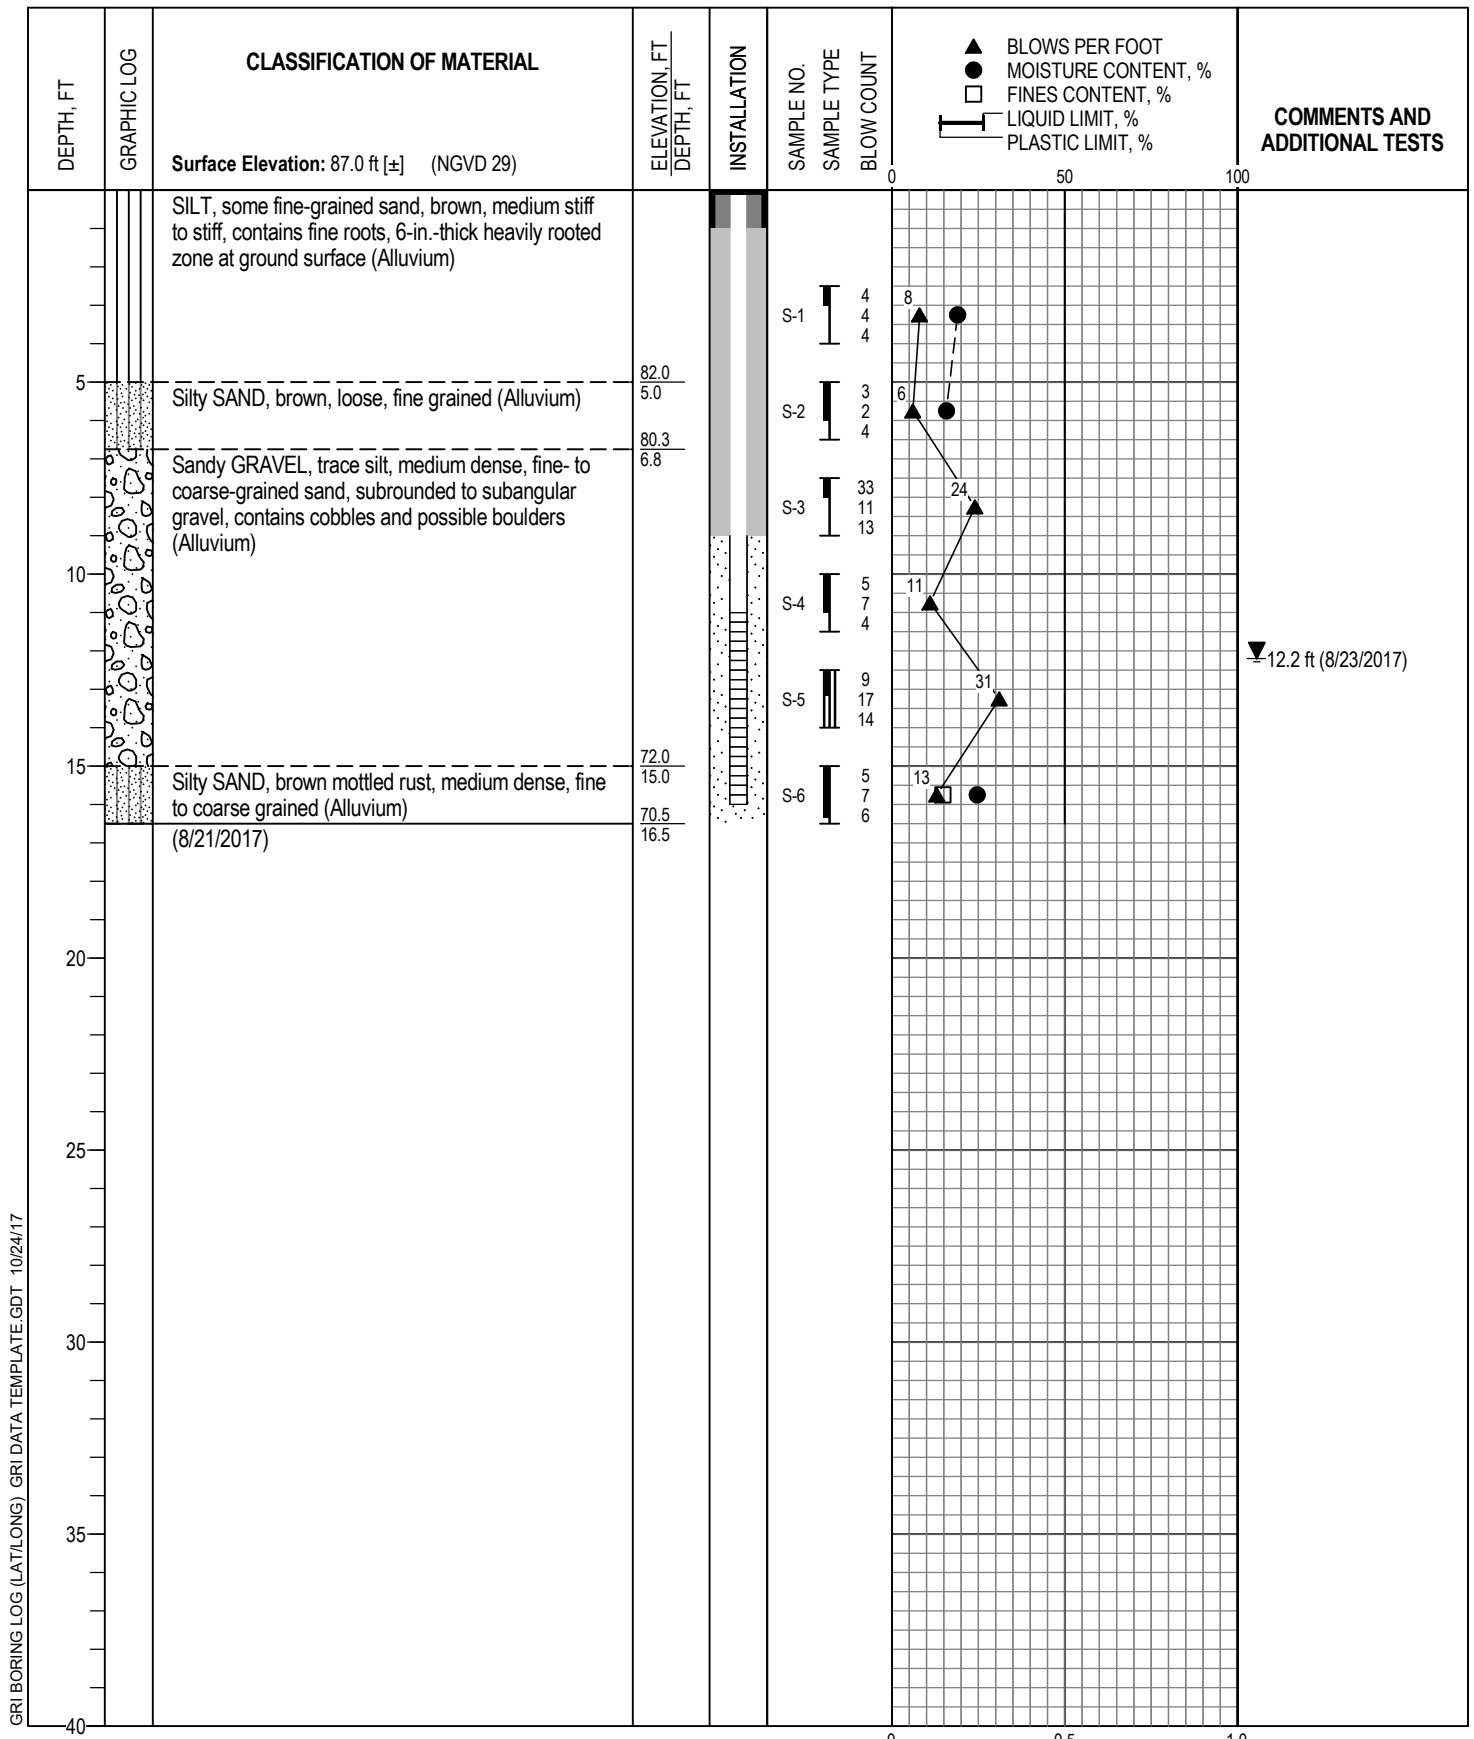 DEPTH, FT
GRAPHIC LOG
CLASSIFICATION OF MATERIAL
Surface Elevation: 87.0 ft [±] (NGVD 29)
ELEVATION, FT
DEPTH, FT
INSTALLATION
SAMPLE NO.
SAMPLE TYPE
BLOW COUNT
BLOWS PER FOOT
MOISTURE CONTENT, %
FINES CONTENT, %
LIQUID LIMIT, %
PLASTIC LIMIT, %
0 50 100
COMMENTS AND
ADDITIONAL TESTS
SILT, some fine-grained sand, brown, medium stiff
to stiff, contains fine roots, 6-in.-thick heavily rooted
zone at ground surface (Alluvium)
S-1
4
4
4
8
5
82.0
5.0
Silty SAND, brown, loose, fine grained (Alluvium)
S-2
3
2
4
6
80.3
6.8
Sandy GRAVEL, trace silt, medium dense, fine- to
coarse-grained sand, subrounded to subangular
gravel, contains cobbles and possible boulders
(Alluvium)
S-3
33
11
13
24
10
S-4
5
7
4
11
12.2 ft (8/23/2017)
S-5
9
17
14
31
15
72.0
15.0
Silty SAND, brown mottled rust, medium dense, fine
to coarse grained (Alluvium)
S-6
5
7
6
13
70.5
16.5
(8/21/2017)
20
25
30
35
40
0 0.5 1.0
GRI BORING LOG (LAT/LONG) GRI DATA TEMPLATE.GDT 10/24/17